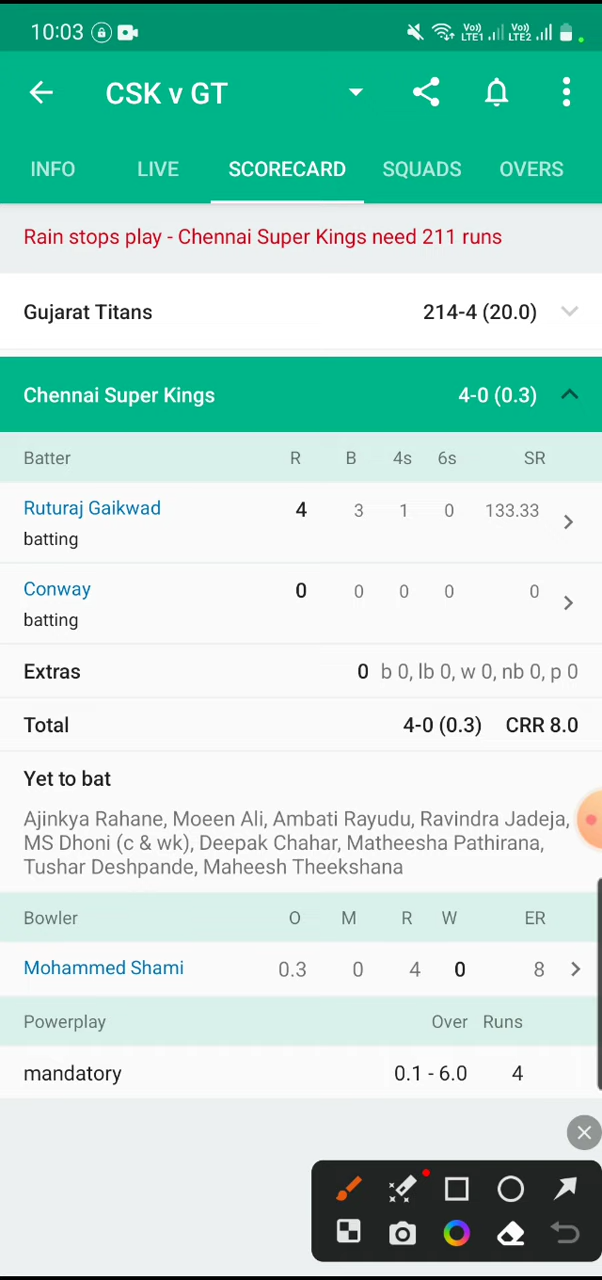 10:03 Vo)) LTE1 Vo)) LTE2
CSK v GT
INFO LIVE SCORECARD SQUADS OVERS
Rain stops play - Chennai Super Kings need 211 runs
Gujarat Titans 214-4 (20.0)
Chennai Super Kings 4-0 (0.3)
Batter R B 4s 6s SR
Ruturaj Gaikwad 4 3 1 0 133.33
batting
Conway 0 0 0 0 0
batting
Extras 0 b 0, lb 0, w 0, nb 0, p 0
Total 4-0 (0.3) CRR 8.0
Yet to bat
Ajinkya Rahane, Moeen Ali, Ambati Rayudu, Ravindra Jadeja,
MS Dhoni (c & wk), Deepak Chahar, Matheesha Pathirana,
Tushar Deshpande, Maheesh Theekshana
Bowler O M R W ER
Mohammed Shami 0.3 0 4 0 8
Powerplay Over Runs
mandatory 0.1 - 6.0 4